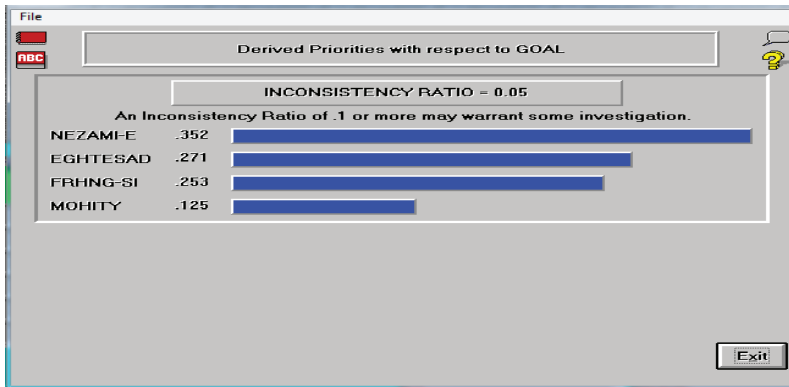 File
ABC
Derived Priorities with respect to GOAL
?
INCONSISTENCY RATIO = 0.05
An Inconsistency Ratio of .1 or more may warrant some investigation.
NEZAMI-E .352
EGHTESAD .271
FRHNG-SI .253
MOHITY .125
Exit